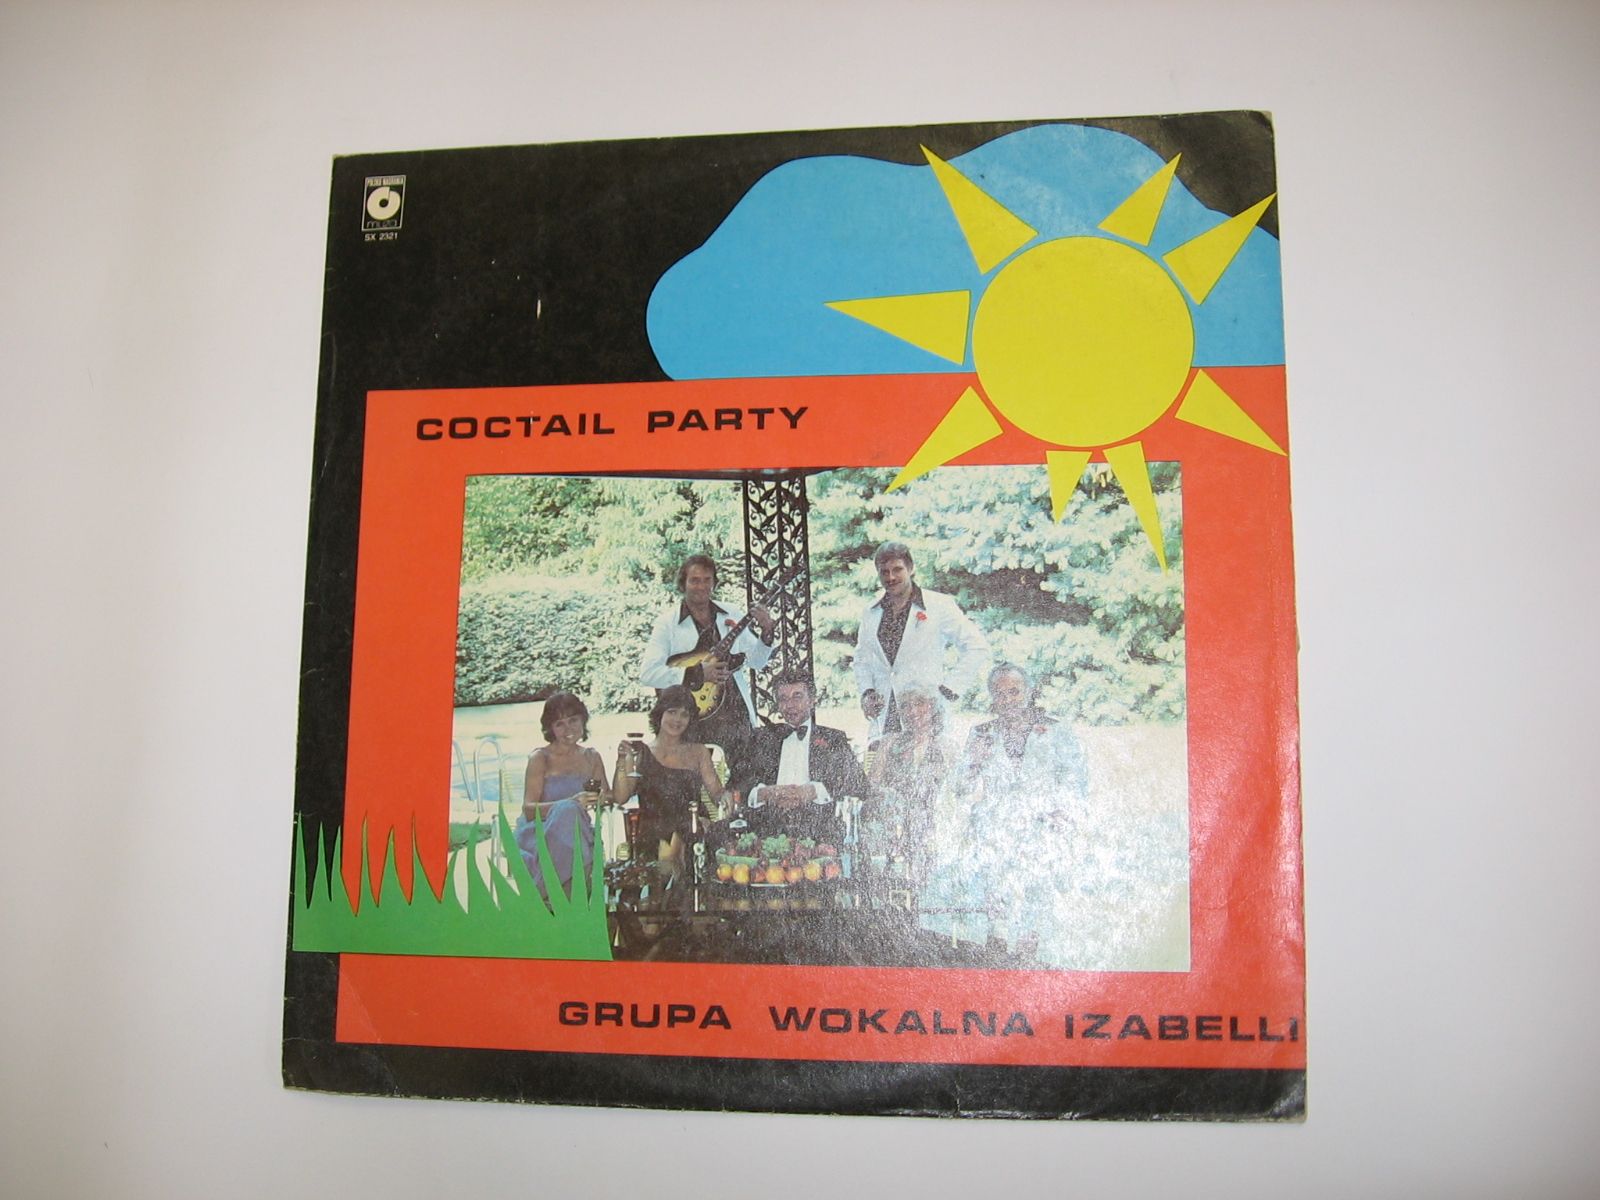 POLSKIE NAGRANIA
muza
SX 2321
COCTAIL PARTY
GRUPA WOKALNA IZABELLI